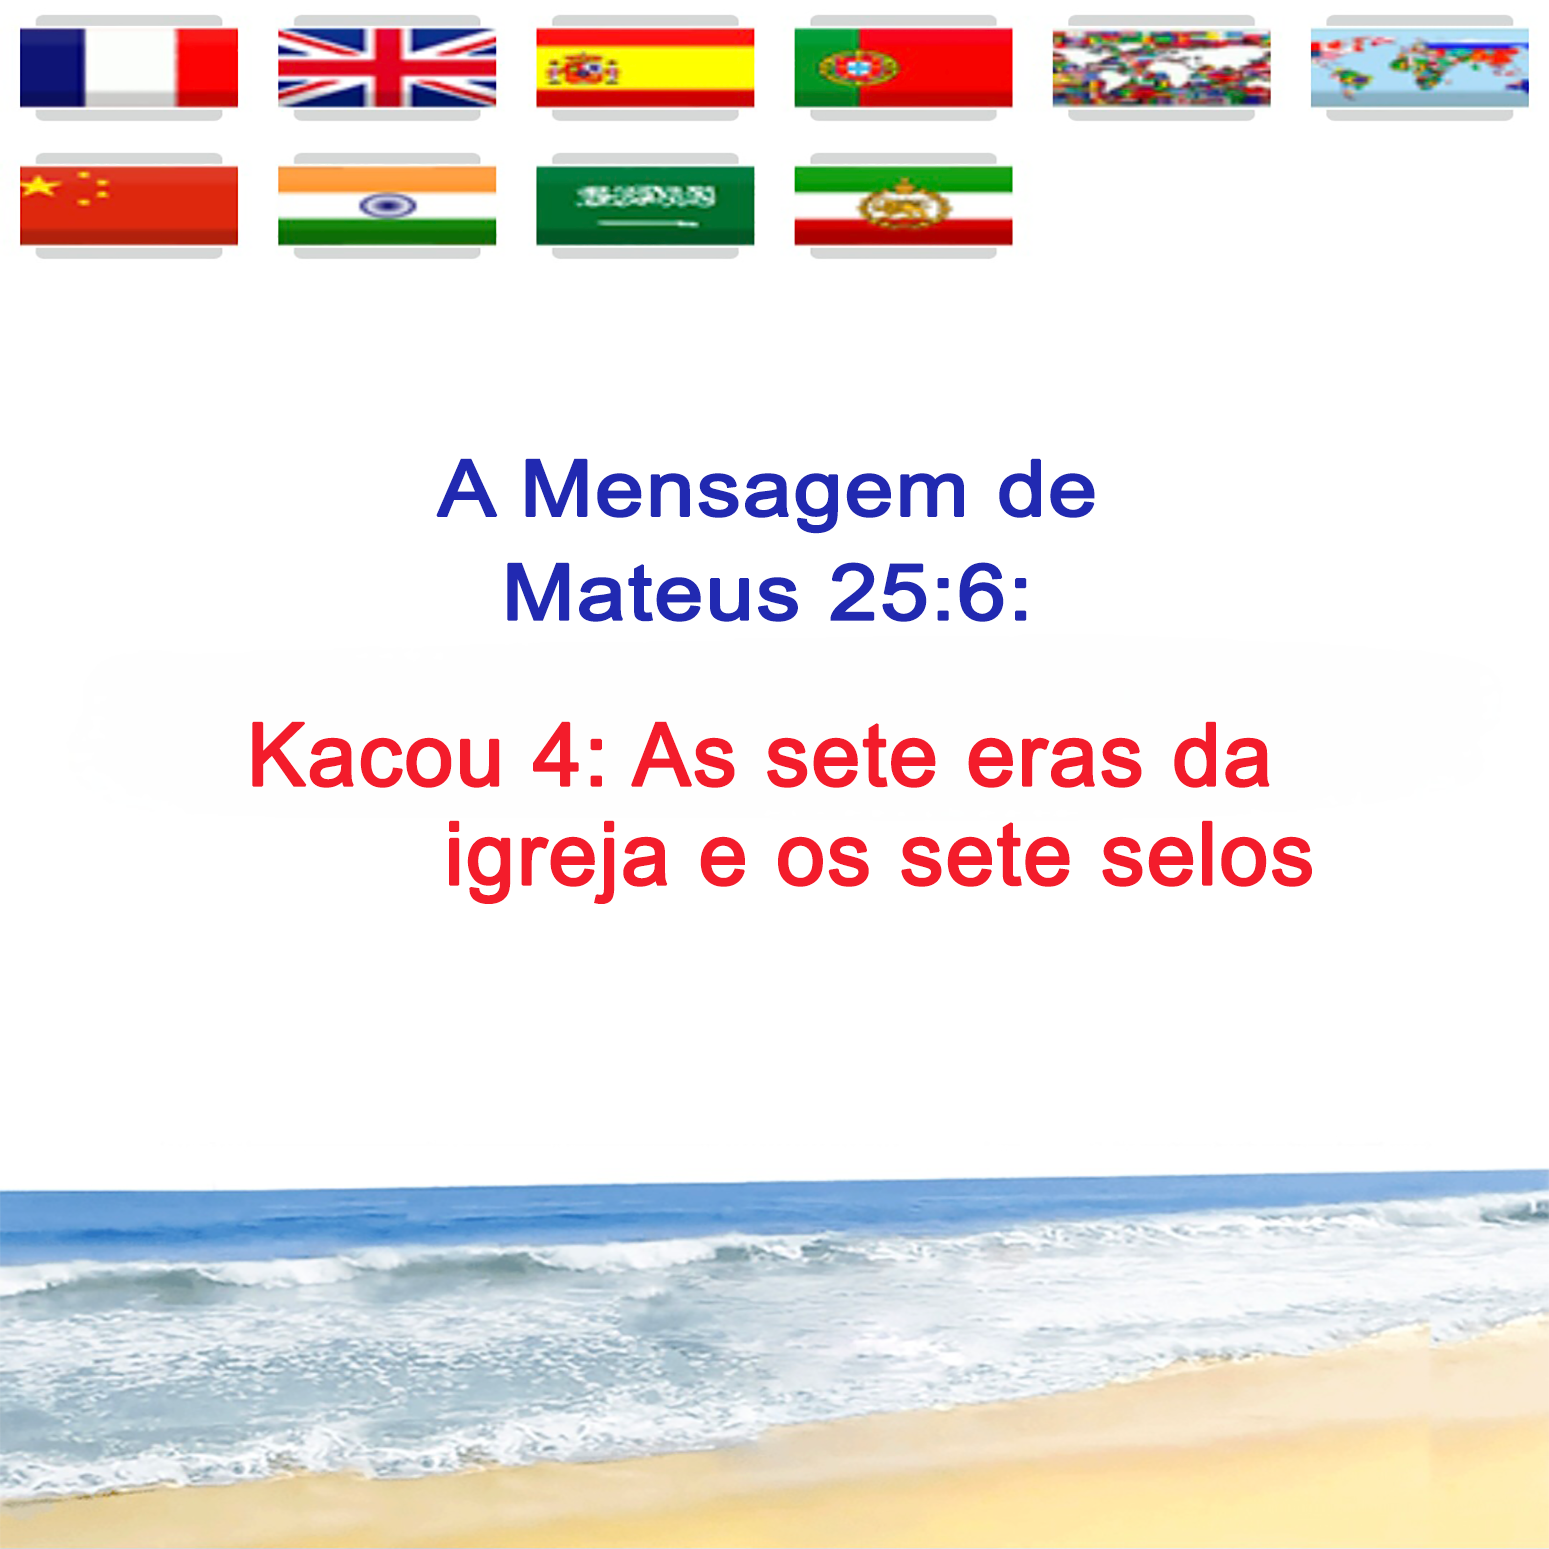 A Mensagem de
Mateus 25:6:
Kacou 4: As sete eras da
igreja e os sete selos